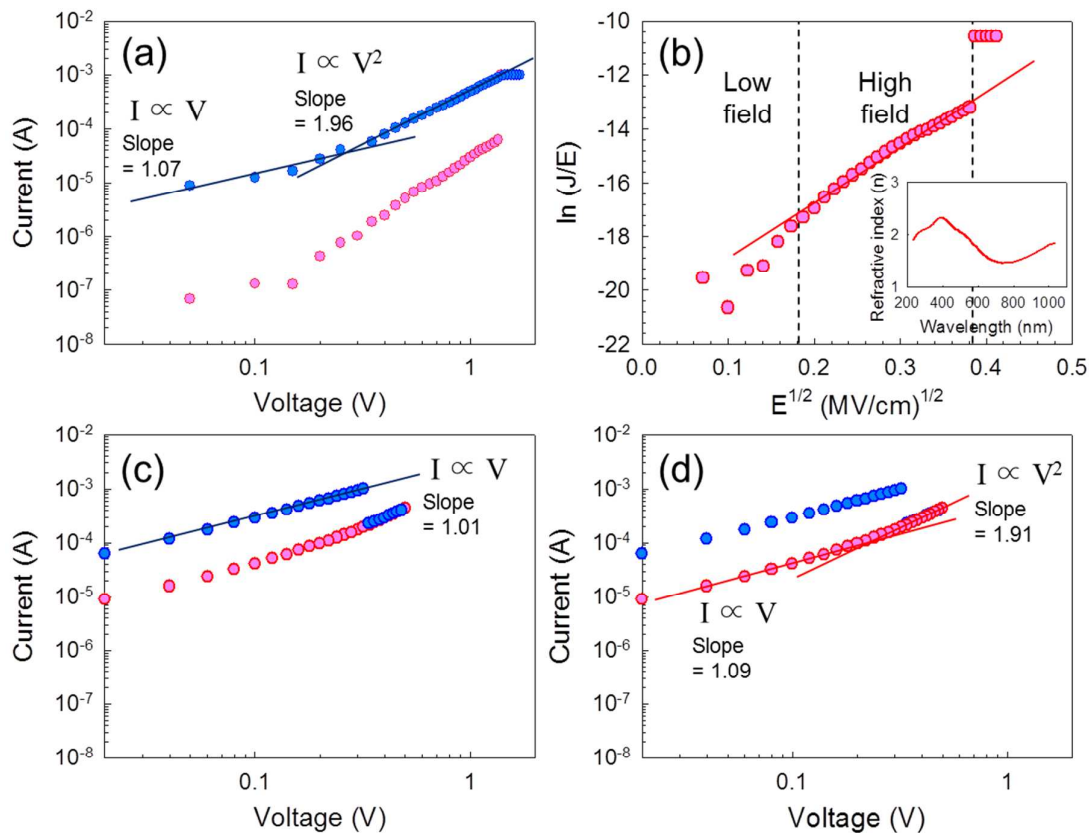 (a)
I ∝ V²
Slope
= 1.96
I ∝ V
Slope
= 1.07
10⁻²
10⁻³
10⁻⁴
10⁻⁵
10⁻⁶
10⁻⁷
10⁻⁸
Current (A)
0.1
1
Voltage (V)
(b)
Low
field
High
field
-10
-12
-14
-16
-18
-20
-22
ln (J/E)
0.0
0.1
0.2
0.3
0.4
0.5
E^1/2 (MV/cm)^1/2
Refractive index (n)
3
2
1
200
400
600
800
1000
Wavelength (nm)
(c)
I ∝ V
Slope
= 1.01
10⁻²
10⁻³
10⁻⁴
10⁻⁵
10⁻⁶
10⁻⁷
10⁻⁸
Current (A)
0.1
1
Voltage (V)
(d)
I ∝ V²
Slope
= 1.91
I ∝ V
Slope
= 1.09
10⁻²
10⁻³
10⁻⁴
10⁻⁵
10⁻⁶
10⁻⁷
10⁻⁸
Current (A)
0.1
1
Voltage (V)